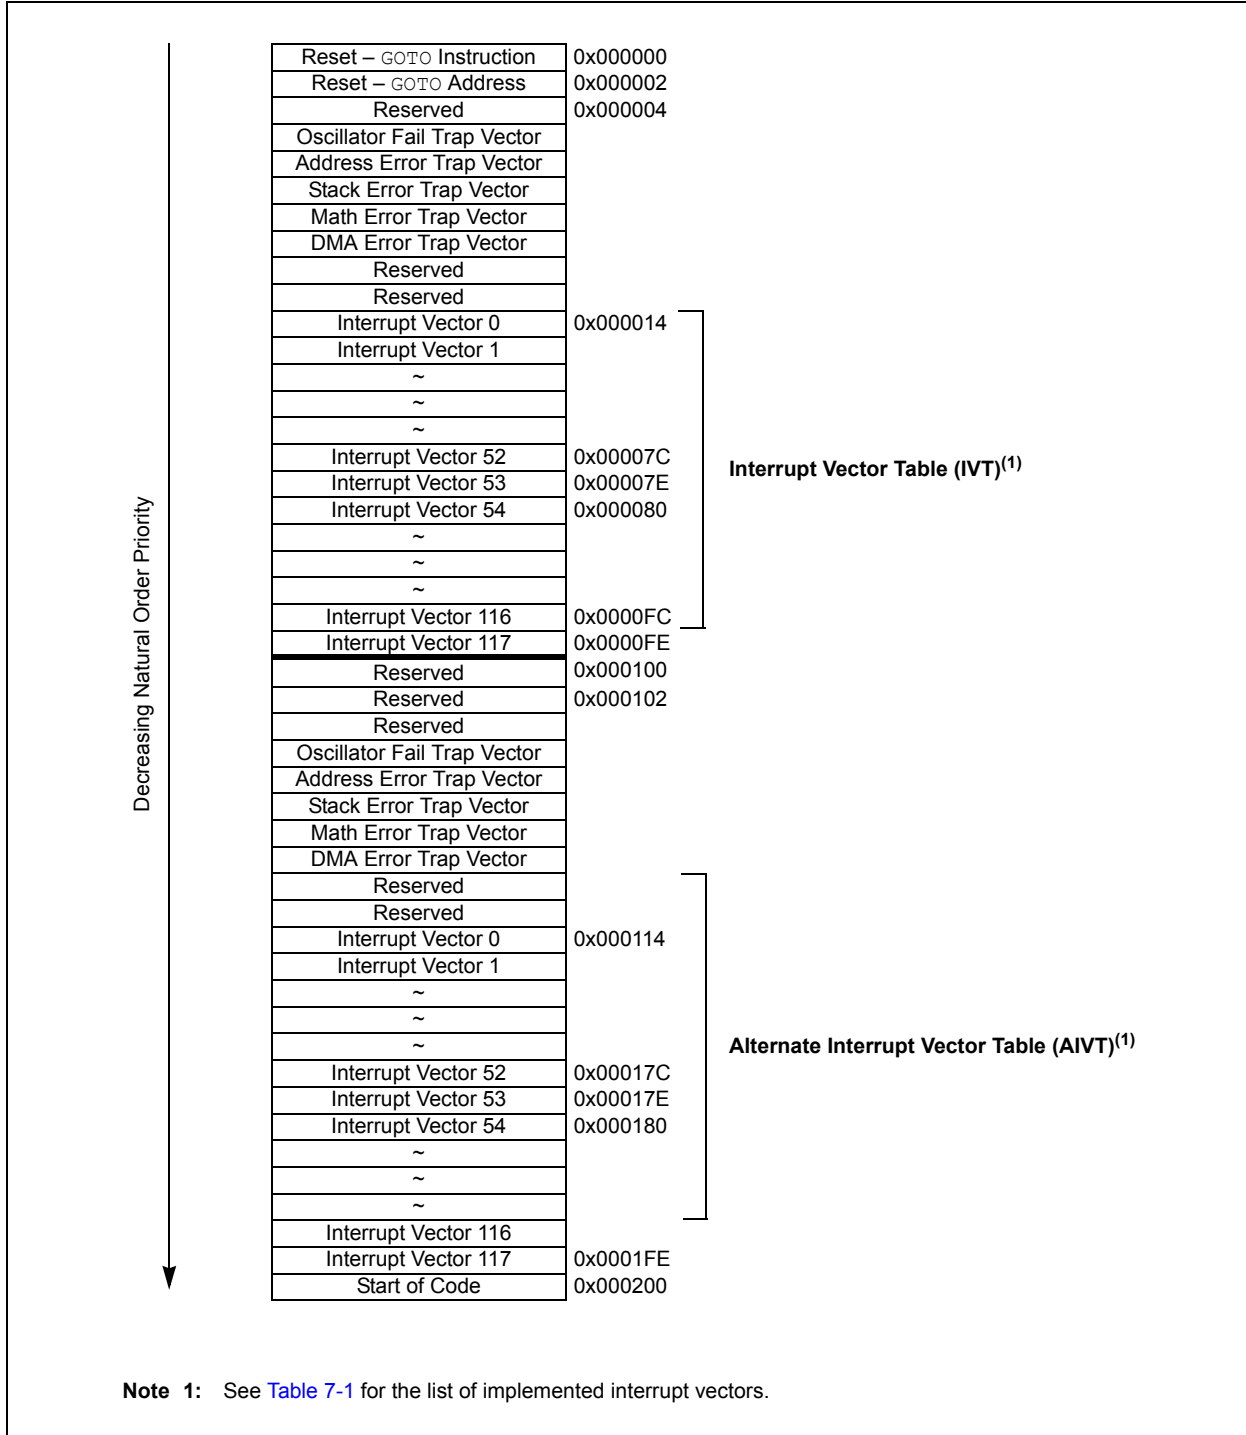 Reset – GOTO Instruction 0x000000
Reset – GOTO Address 0x000002
Reserved 0x000004
Oscillator Fail Trap Vector
Address Error Trap Vector
Stack Error Trap Vector
Math Error Trap Vector
DMA Error Trap Vector
Reserved
Reserved
Interrupt Vector 0 0x000014
Interrupt Vector 1
~
~
~
Interrupt Vector 52 0x00007C
Interrupt Vector Table (IVT)(1)
Interrupt Vector 53 0x00007E
Interrupt Vector 54 0x000080
~
~
~
Interrupt Vector 116 0x0000FC
Interrupt Vector 117 0x0000FE
Decreasing Natural Order Priority
Reserved 0x000100
Reserved 0x000102
Reserved
Oscillator Fail Trap Vector
Address Error Trap Vector
Stack Error Trap Vector
Math Error Trap Vector
DMA Error Trap Vector
Reserved
Reserved
Interrupt Vector 0 0x000114
Interrupt Vector 1
~
~
~
Alternate Interrupt Vector Table (AIVT)(1)
Interrupt Vector 52 0x00017C
Interrupt Vector 53 0x00017E
Interrupt Vector 54 0x000180
~
~
~
Interrupt Vector 116
Interrupt Vector 117 0x0001FE
Start of Code 0x000200
Note 1: See Table 7-1 for the list of implemented interrupt vectors.